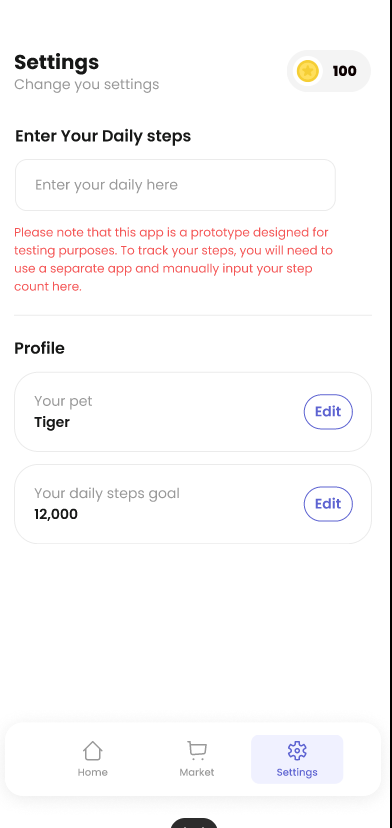 Settings
100
Change you settings
Enter Your Daily steps
Enter your daily here
Please note that this app is a prototype designed for
testing purposes. To track your steps, you will need to
use a separate app and manually input your step
count here.
Profile
Your pet
Tiger
Edit
Your daily steps goal
12,000
Edit
Home
Market
Settings